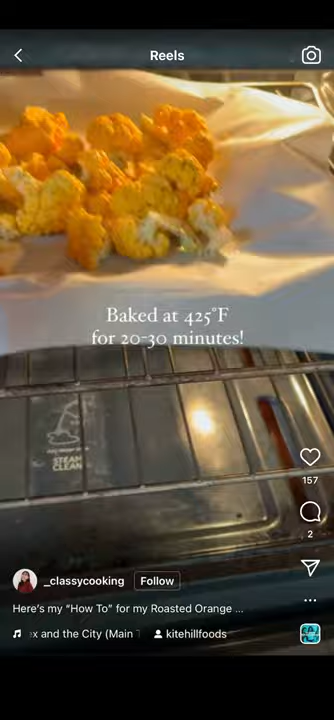 Reels
Baked at 425°F
for 20-30 minutes!
STEAM
CLEAN
157
2
_classycooking
Follow
Here's my "How To" for my Roasted Orange ...
x and the City (Main
kitehillfoods